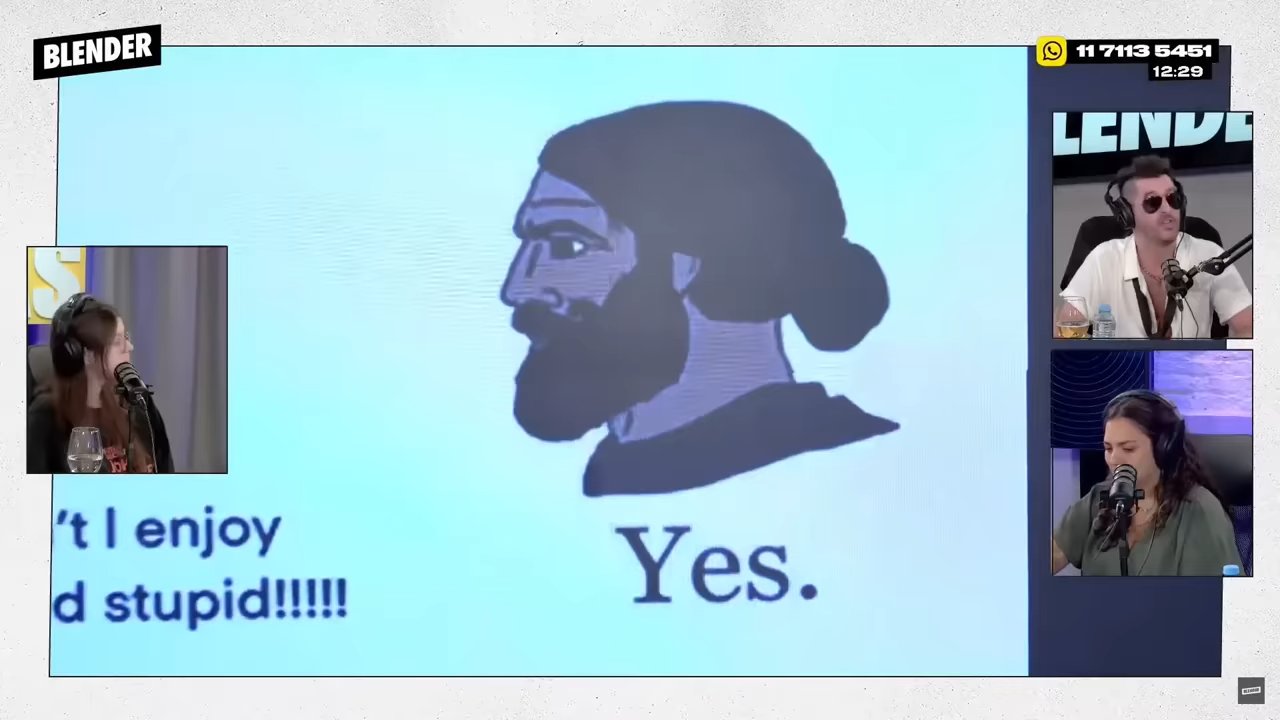 BLENDER
11 7113 5451
12:29
LENDE
S
't I enjoy
d stupid!!!!!
Yes.